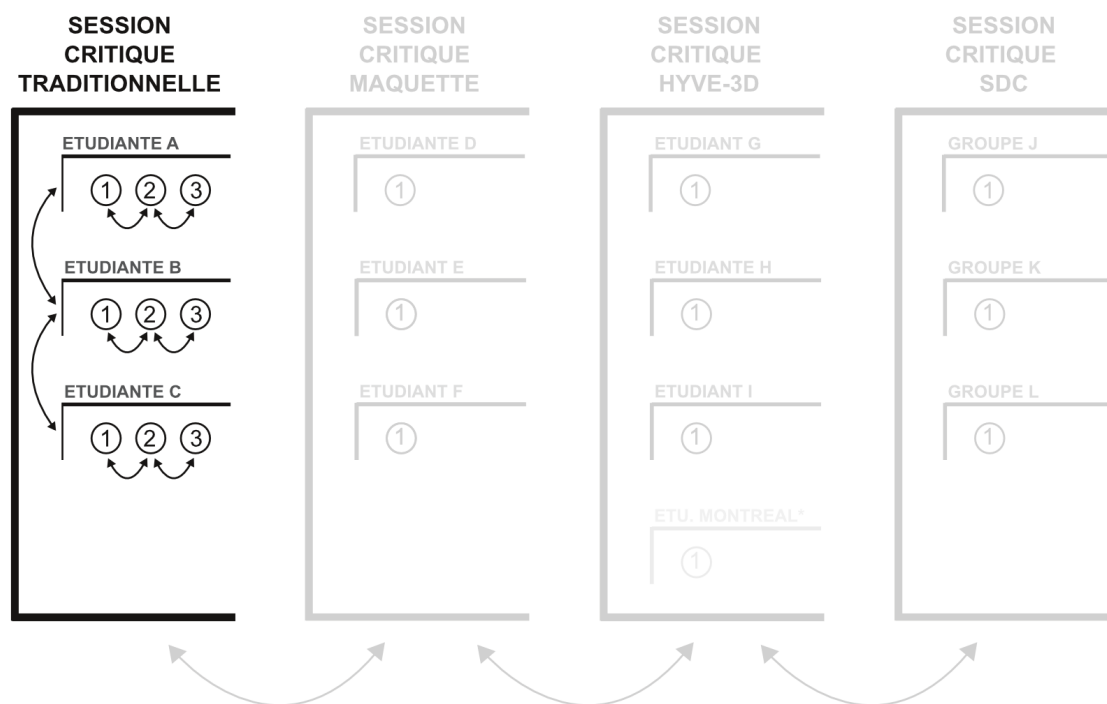 SESSION
CRITIQUE
TRADITIONNELLE
ETUDIANTE A
1 2 3
ETUDIANTE B
1 2 3
ETUDIANTE C
1 2 3
SESSION
CRITIQUE
MAQUETTE
ETUDIANTE D
1
ETUDIANT E
1
ETUDIANT F
1
SESSION
CRITIQUE
HYVE-3D
ETUDIANT G
1
ETUDIANTE H
1
ETUDIANT I
1
ETU. MONTREAL*
1
SESSION
CRITIQUE
SDC
GROUPE J
1
GROUPE K
1
GROUPE L
1